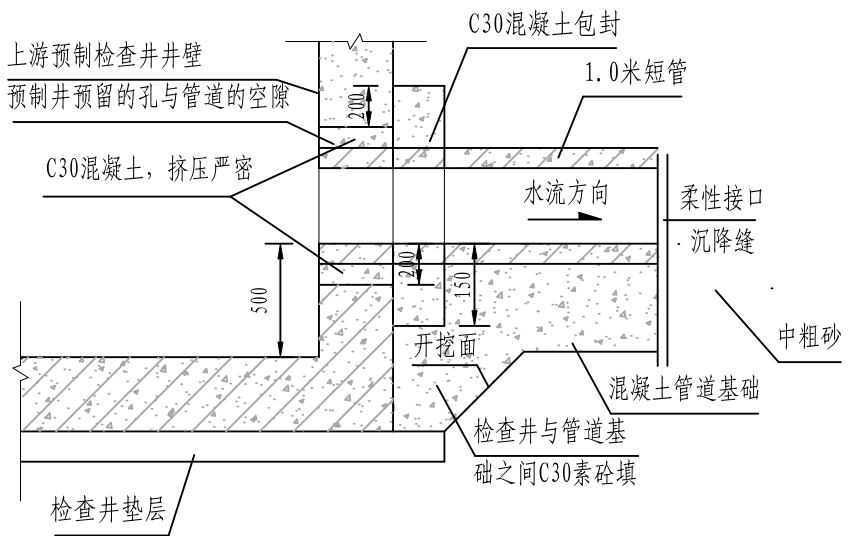 C30混凝土包封
上游预制检查井井壁
1.0米短管
预制井预留的孔与管道的空隙
200
C30混凝土，挤压严密
水流方向
柔性接口
沉降缝
500
200
150
中粗砂
开挖面
混凝土管道基础
检查井与管道基
础之间C30素砼填
检查井垫层